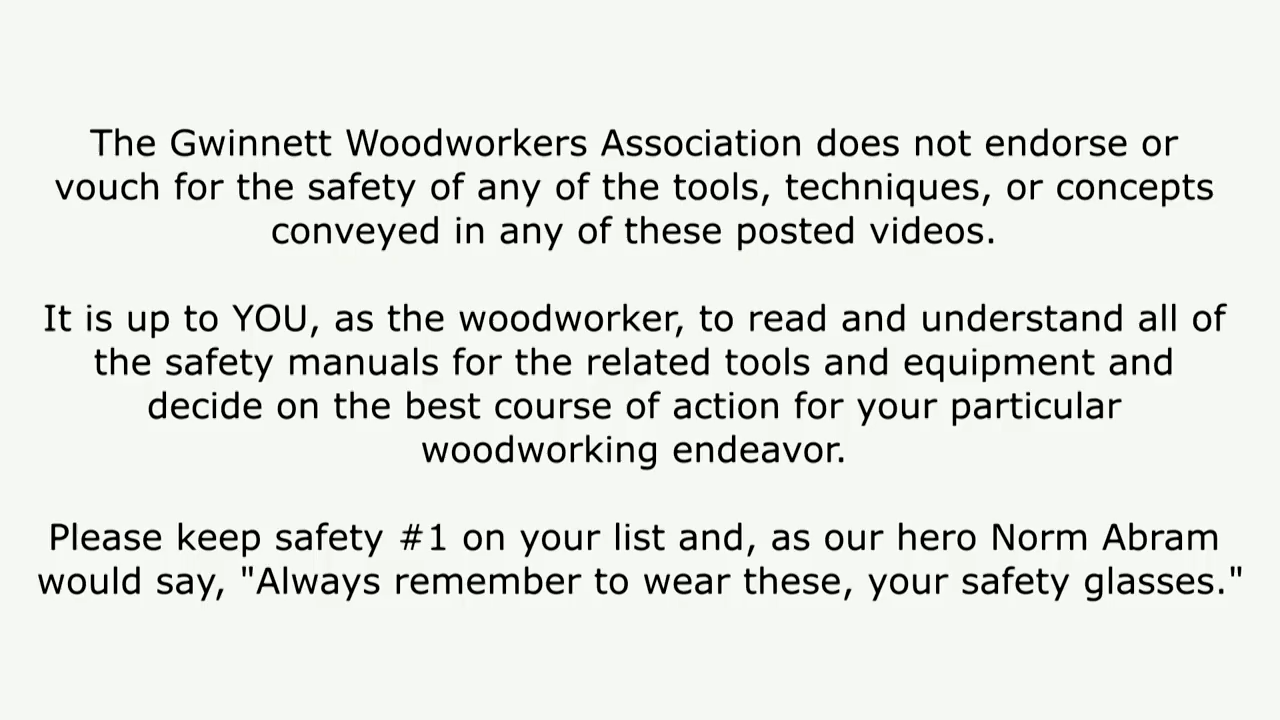 The Gwinnett Woodworkers Association does not endorse or
vouch for the safety of any of the tools, techniques, or concepts
conveyed in any of these posted videos.
It is up to YOU, as the woodworker, to read and understand all of
the safety manuals for the related tools and equipment and
decide on the best course of action for your particular
woodworking endeavor.
Please keep safety #1 on your list and, as our hero Norm Abram
would say, "Always remember to wear these, your safety glasses."